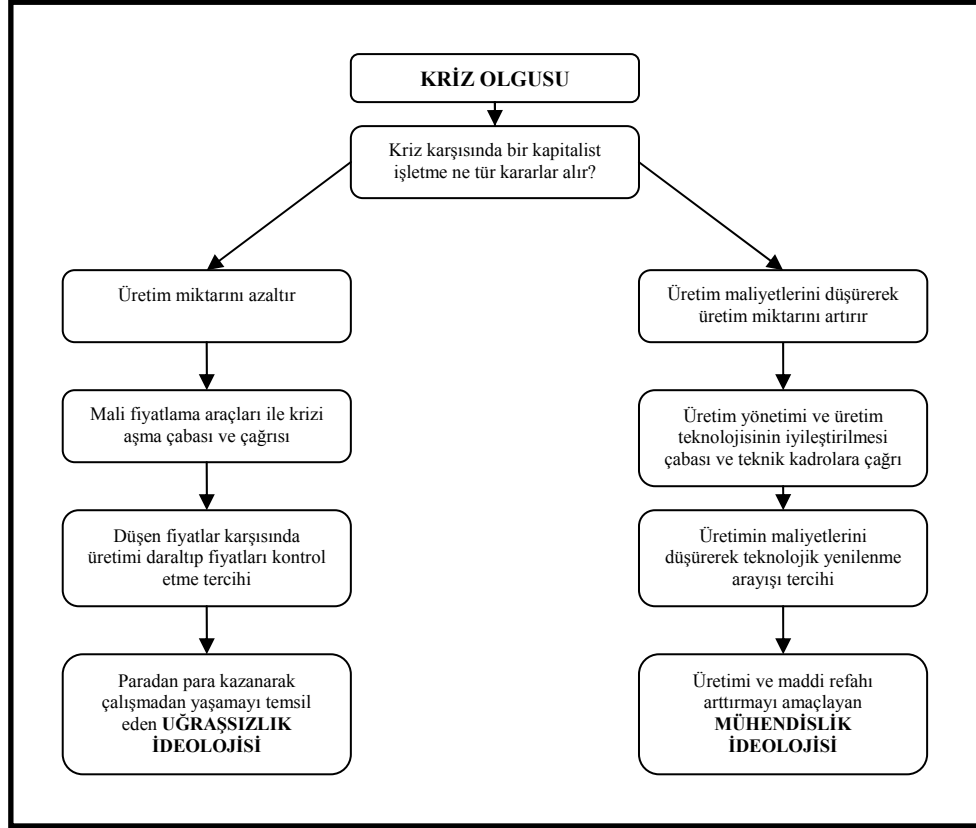 KRİZ OLGUSU
Kriz karşısında bir kapitalist
işletme ne tür kararlar alır?
Üretim miktarını azaltır
Mali fiyatlama araçları ile krizi
aşma çabası ve çağrısı
Düşen fiyatlar karşısında
üretimi daraltıp fiyatları kontrol
etme tercihi
Paradan para kazanarak
çalışmadan yaşamayı temsil
eden UĞRAŞSIZLIK
İDEOLOJİSİ
Üretim maliyetlerini düşürerek
üretim miktarını artırır
Üretim yönetimi ve üretim
teknolojisinin iyileştirilmesi
çabası ve teknik kadrolara çağrı
Üretimin maliyetlerini
düşürerek teknolojik yenilenme
arayışı tercihi
Üretimi ve maddi refahı
arttırmayı amaçlayan
MÜHENDİSLİK
İDEOLOJİSİ